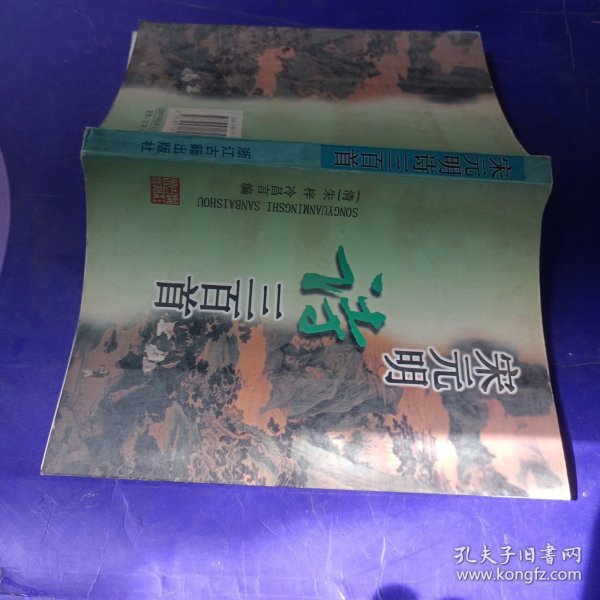 宋元明
诗
三百首
SONGYUANMINGSHI SANBAISHOU
[清]朱梓 冷昌言编
宋元明诗三百首
浙江古籍出版社
孔夫子旧书网
www.kongfz.com